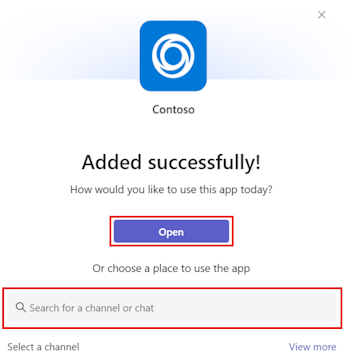 Contoso
Added successfully!
How would you like to use this app today?
Open
Or choose a place to use the app
Search for a channel or chat
Select a channel View more